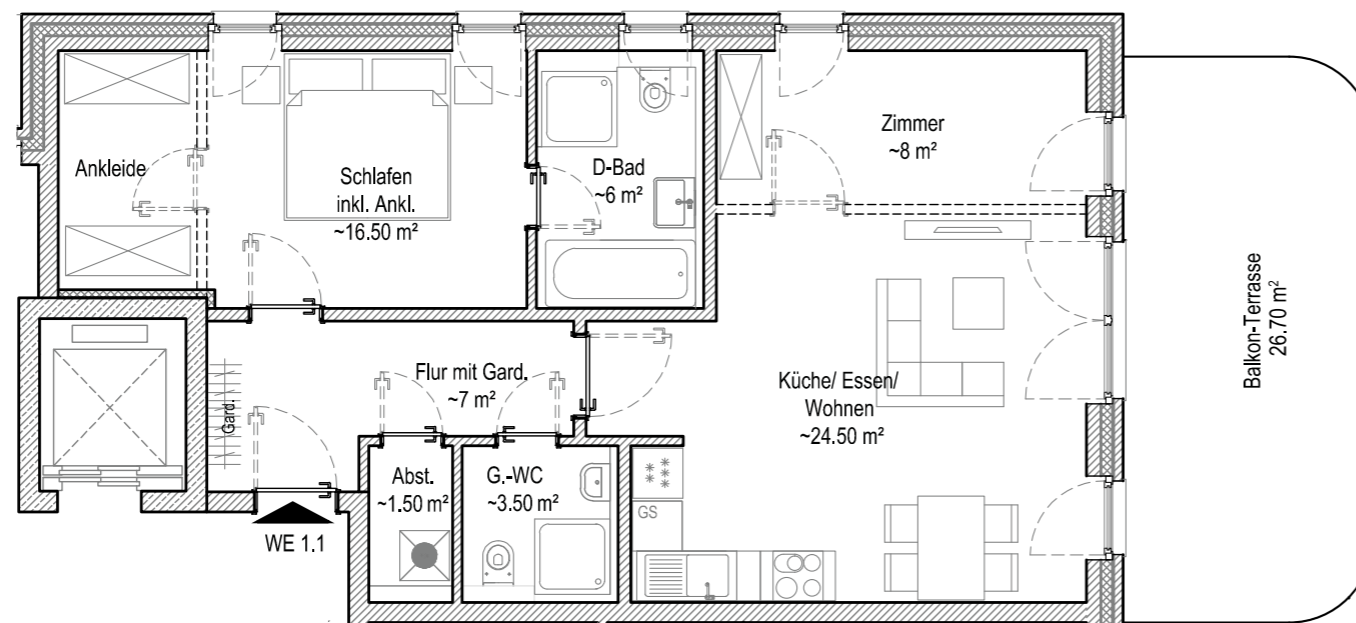 Ankleide
Schlafen
inkl. Ankl.
~16.50 m²
D-Bad
~6 m²
Zimmer
~8 m²
Balkon-Terrasse
26.70 m²
Flur mit Gard.
~7 m²
Gard.
Küche/ Essen/
Wohnen
~24.50 m²
Abst.
~1.50 m²
G.-WC
~3.50 m²
GS
WE 1.1